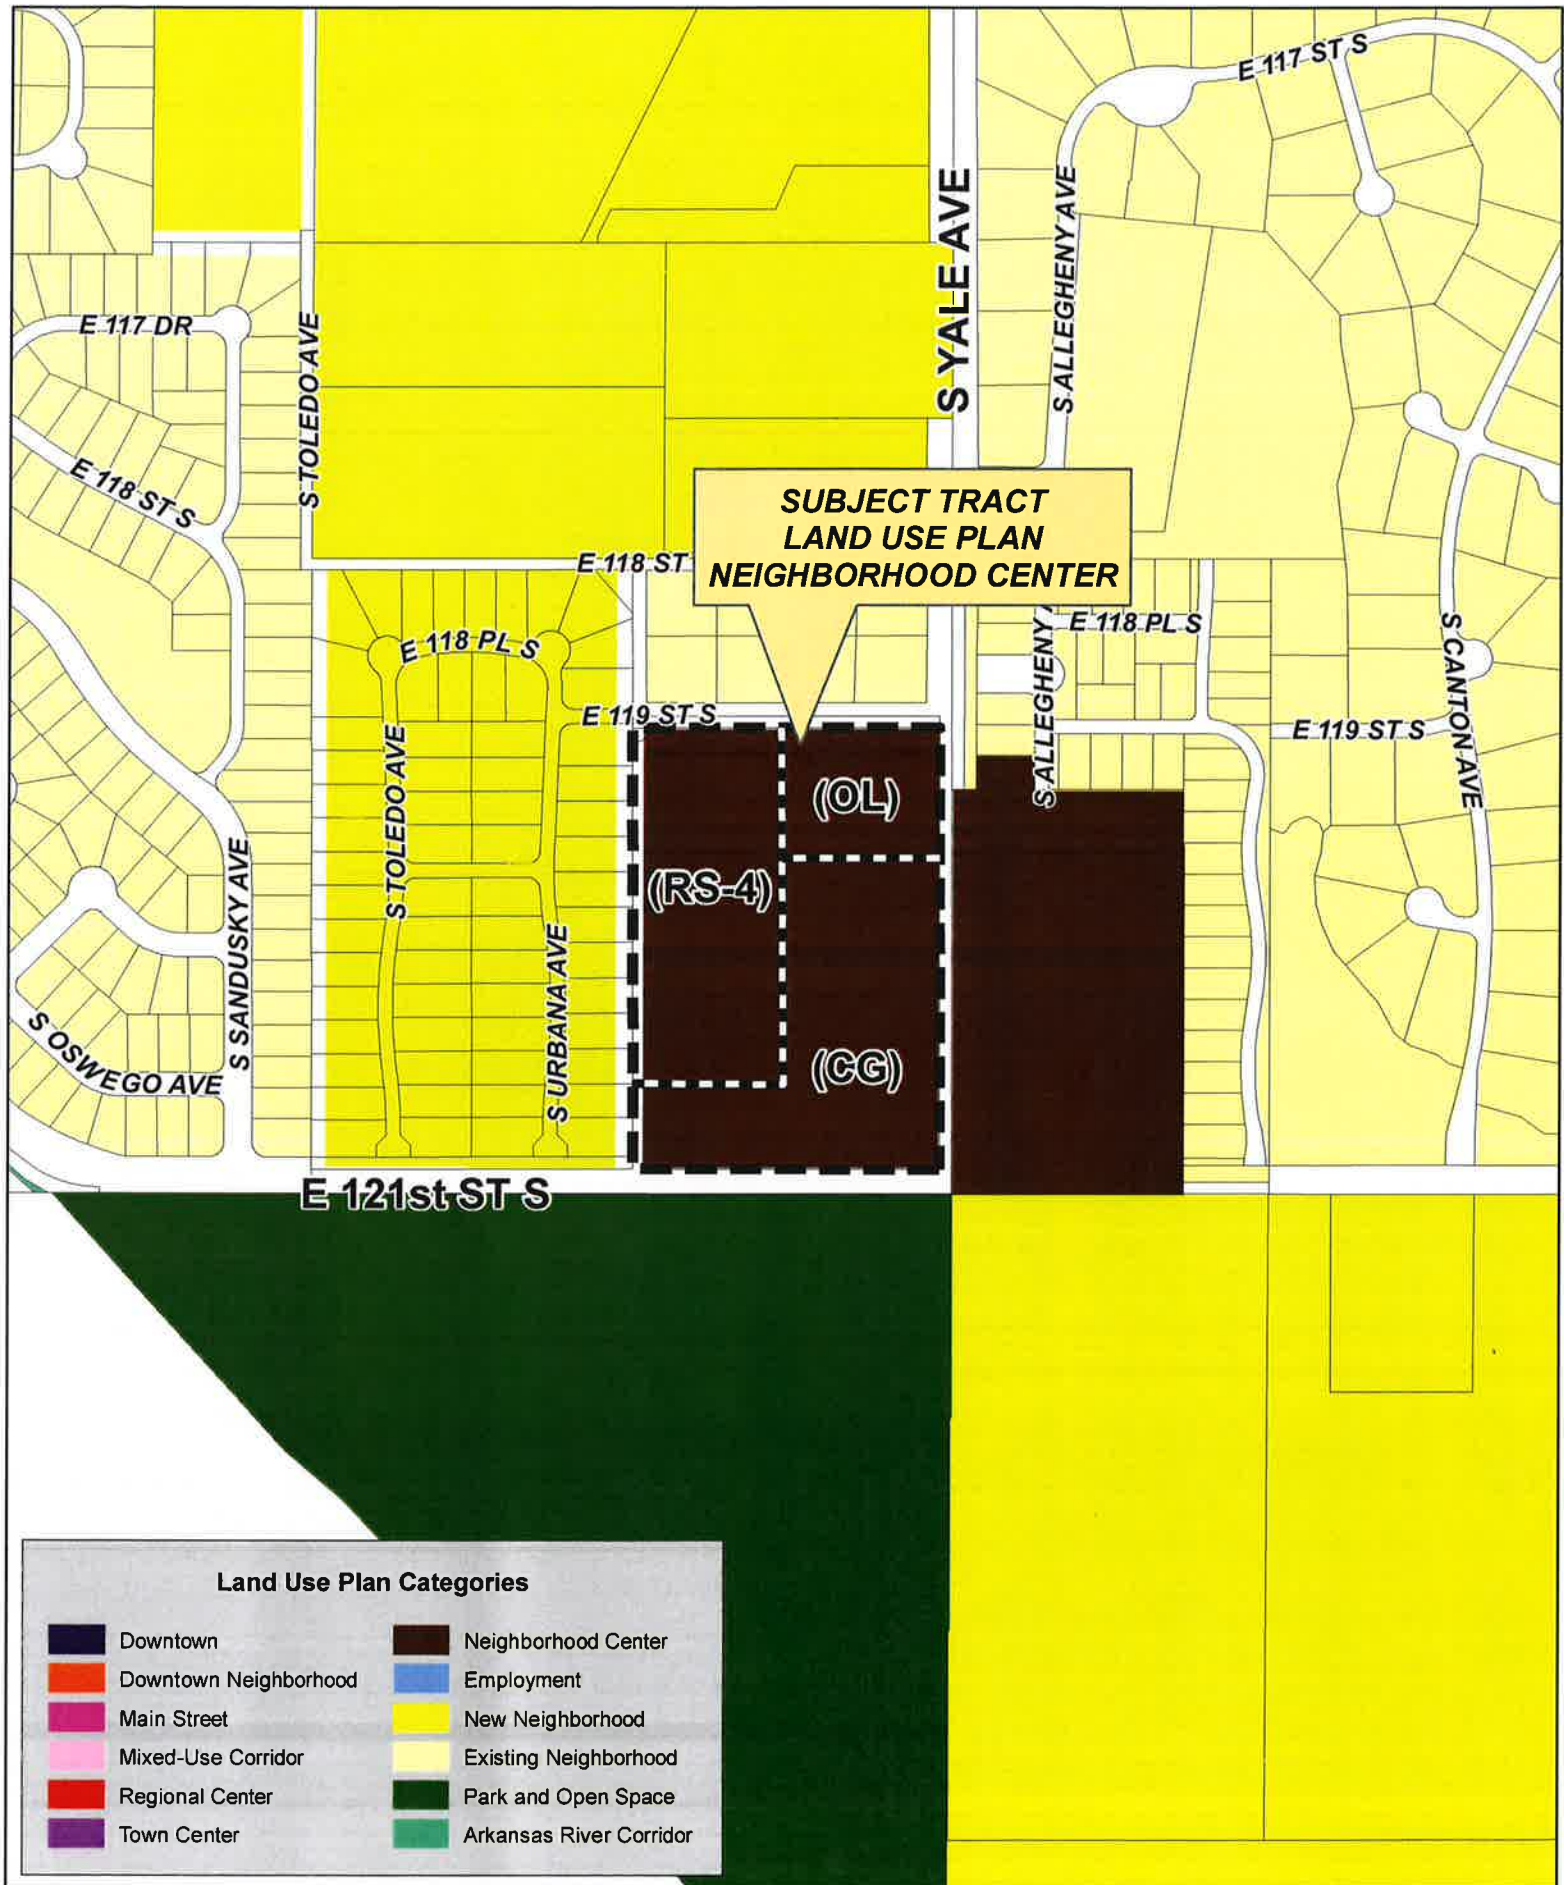 E 117 ST S
S YALE AVE
S ALLEGHENY AVE
E 117 DR
S TOLEDO AVE
E 118 ST S
SUBJECT TRACT
LAND USE PLAN
NEIGHBORHOOD CENTER
E 118 ST
E 118 PL S
S ALLEGHENY
E 118 PL S
S CANTON AVE
E 119 ST S
E 119 ST S
S TOLEDO AVE
S ALLEGHENY AVE
(OL)
(RS-4)
S SANDUSKY AVE
S URBANA AVE
S OSWEGO AVE
(CG)
E 121st ST S
Land Use Plan Categories
Downtown
Downtown Neighborhood
Main Street
Mixed-Use Corridor
Regional Center
Town Center
Neighborhood Center
Employment
New Neighborhood
Existing Neighborhood
Park and Open Space
Arkansas River Corridor